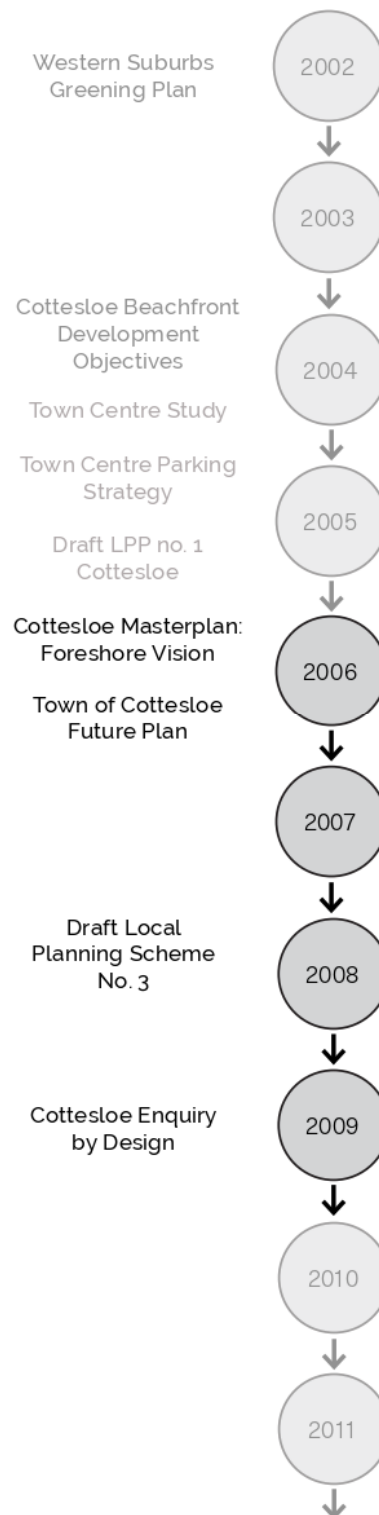 Western Suburbs
Greening Plan
2002
2003
Cottesloe Beachfront
Development
Objectives
2004
Town Centre Study
Town Centre Parking
Strategy
2005
Draft LPP no. 1
Cottesloe
Cottesloe Masterplan:
Foreshore Vision
2006
Town of Cottesloe
Future Plan
2007
Draft Local
Planning Scheme
No. 3
2008
Cottesloe Enquiry
by Design
2009
2010
2011